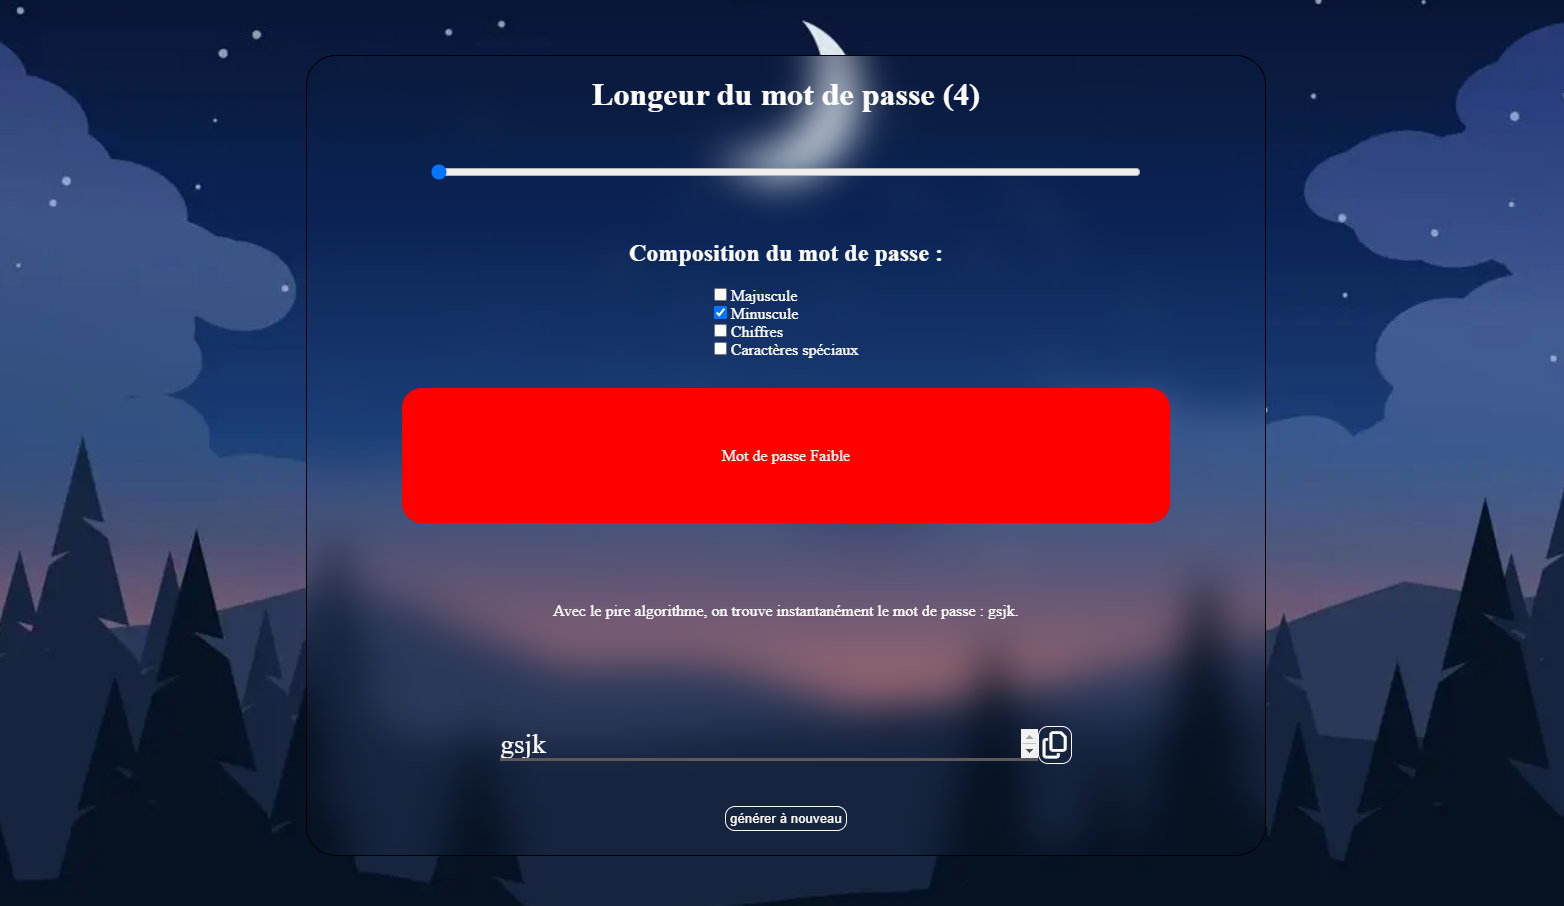 Longeur du mot de passe (4)
Composition du mot de passe :
Majuscule
Minuscule
Chiffres
Caractères spéciaux
Mot de passe Faible
Avec le pire algorithme, on trouve instantanément le mot de passe : gsjk.
gsjk
générer à nouveau